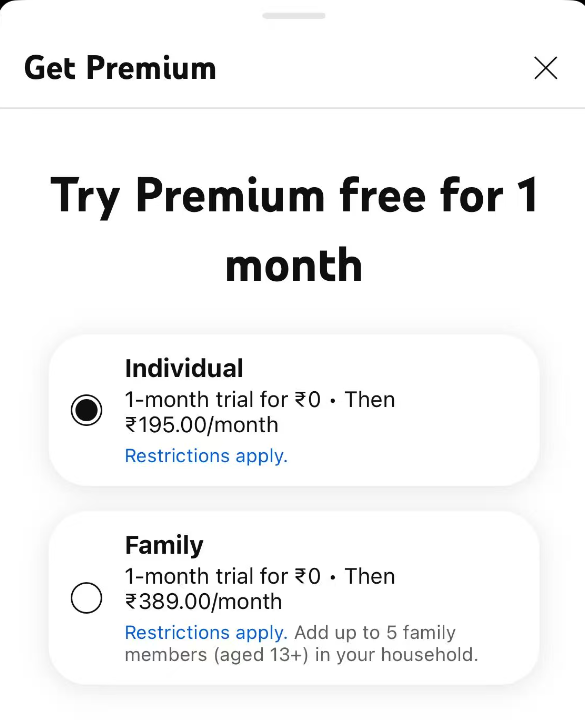 Get Premium
Try Premium free for 1
month
Individual
1-month trial for ₹0 • Then
₹195.00/month
Restrictions apply.
Family
1-month trial for ₹0 • Then
₹389.00/month
Restrictions apply. Add up to 5 family
members (aged 13+) in your household.